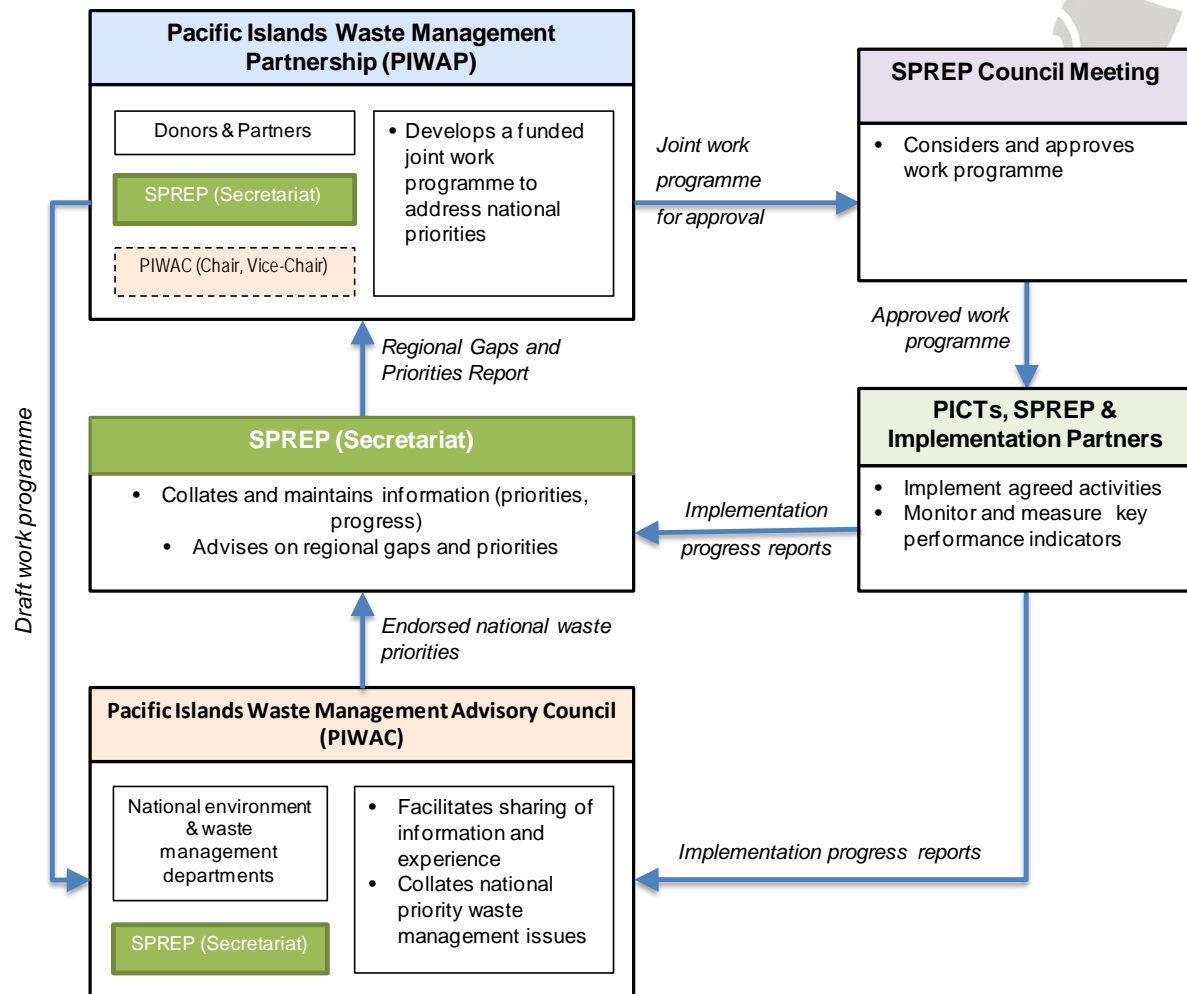 Pacific Islands Waste Management
Partnership (PIWAP)
Donors & Partners
SPREP (Secretariat)
PIWAC (Chair, Vice-Chair)
• Develops a funded
joint work
programme to
address national
priorities
Joint work
programme
for approval
SPREP Council Meeting
• Considers and approves
work programme
Approved work
programme
Regional Gaps and
Priorities Report
SPREP (Secretariat)
• Collates and maintains information (priorities,
progress)
• Advises on regional gaps and priorities
Implementation
progress reports
PICTs, SPREP &
Implementation Partners
• Implement agreed activities
• Monitor and measure key
performance indicators
Draft work programme
Endorsed national waste
priorities
Pacific Islands Waste Management Advisory Council
(PIWAC)
National environment
& waste
management
departments
SPREP (Secretariat)
• Facilitates sharing of
information and
experience
• Collates national
priority waste
management issues
Implementation progress reports